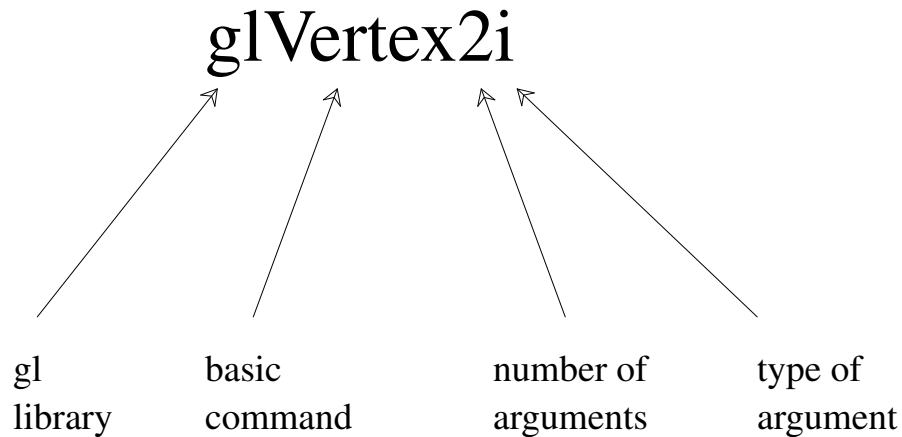 glVertex2i
gl
library
basic
command
number of
arguments
type of
argument